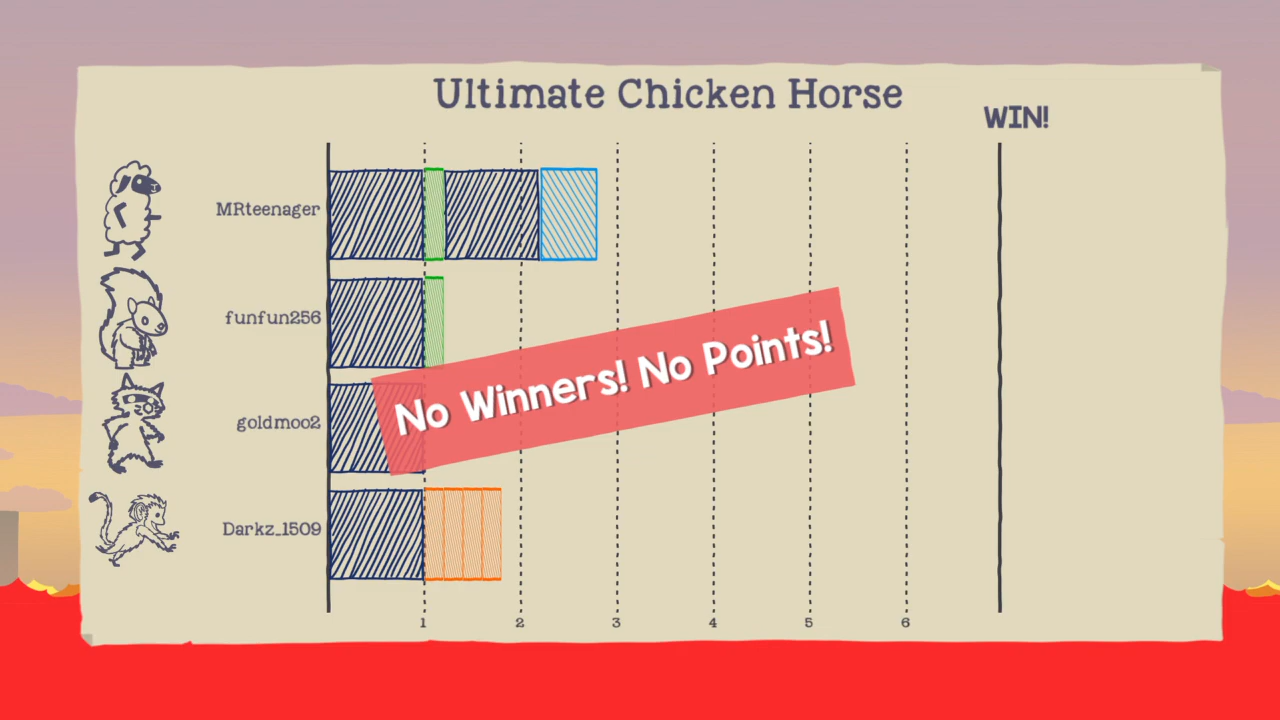 Ultimate Chicken Horse
WIN!
MRteenager
funfun256
No Winners! No Points!
goldmoo2
Darkz_1509
1 2 3 4 5 6